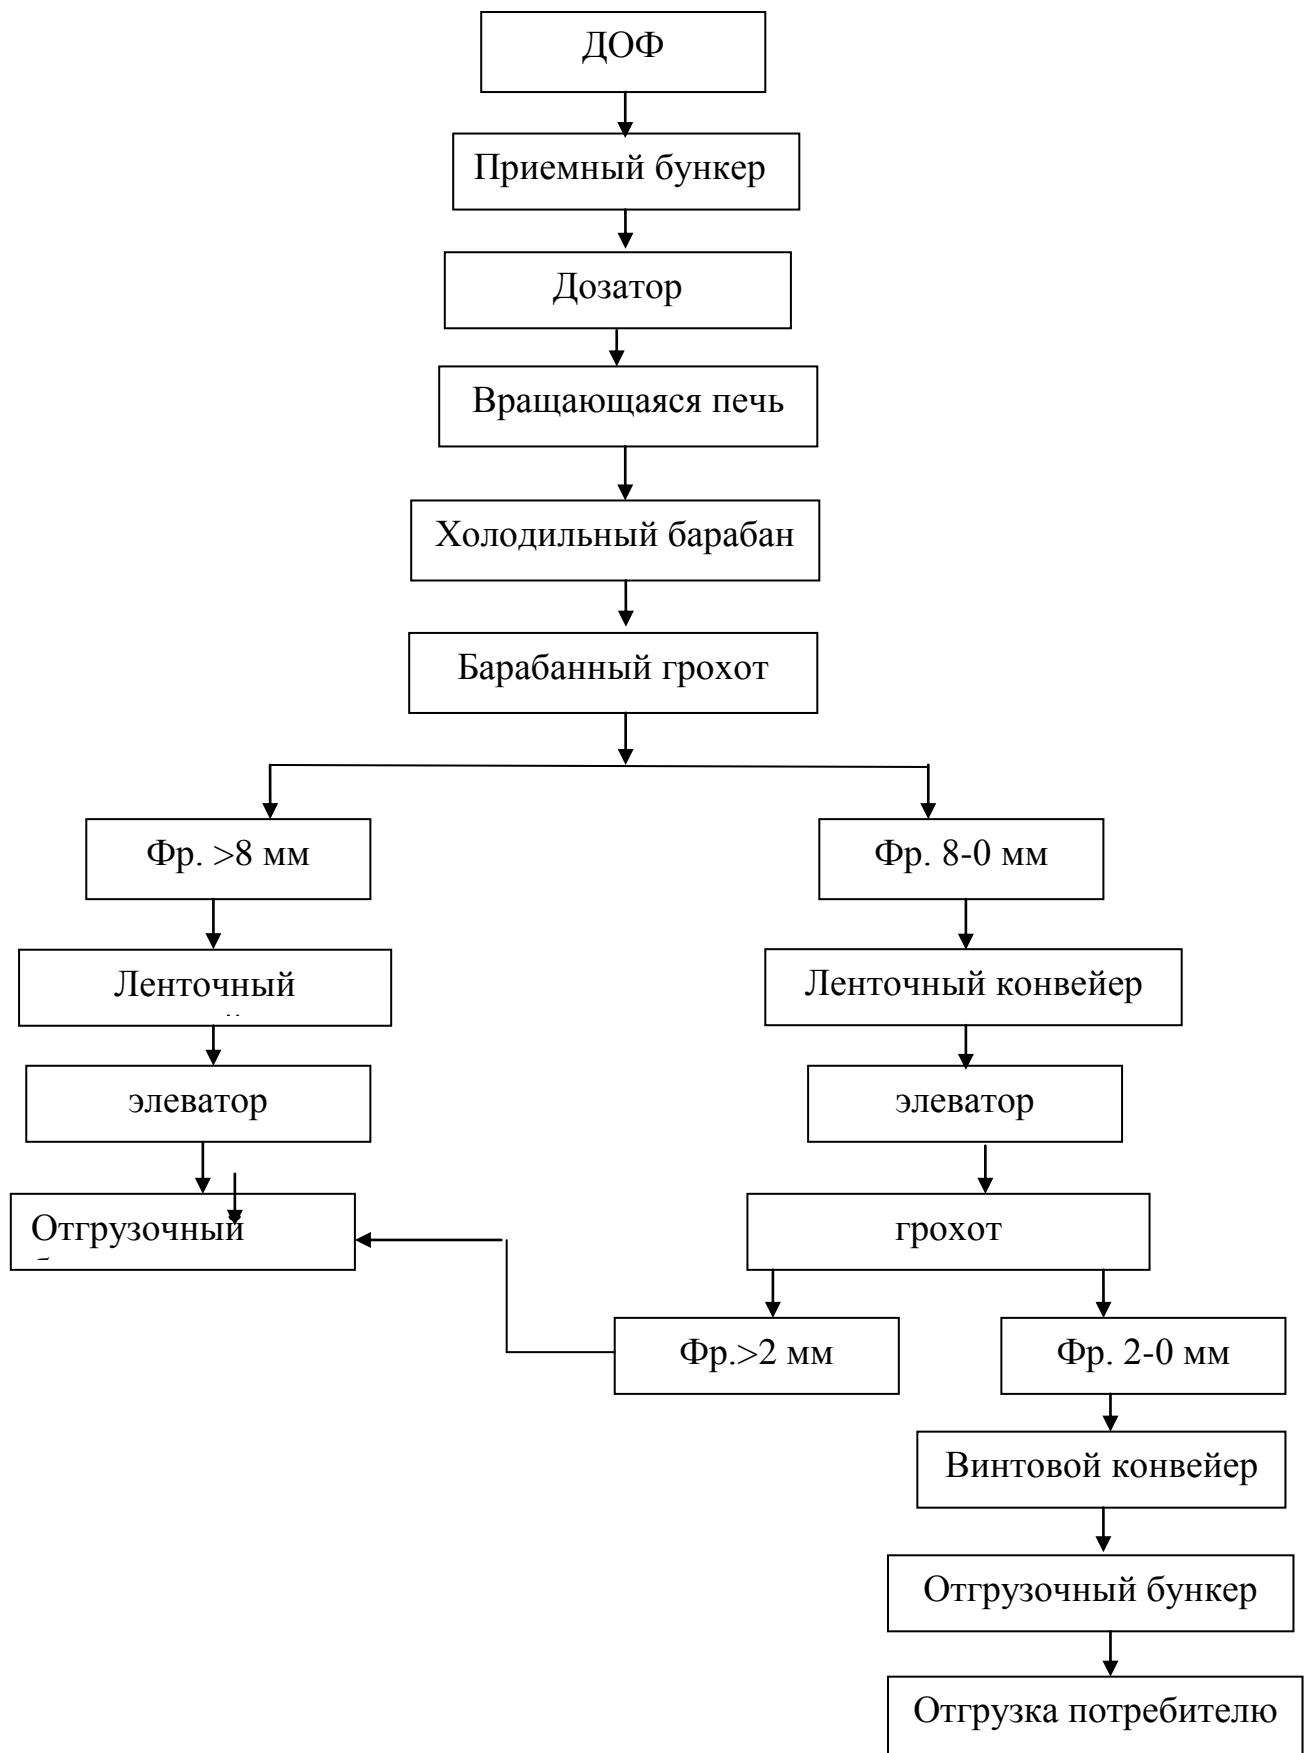 ДОФ
Приемный бункер
Дозатор
Вращающаяся печь
Холодильный барабан
Барабанный грохот
Фр. >8 мм
Фр. 8-0 мм
Ленточный
Ленточный конвейер
элеватор
элеватор
Отгрузочный
грохот
Фр.>2 мм
Фр. 2-0 мм
Винтовой конвейер
Отгрузочный бункер
Отгрузка потребителю